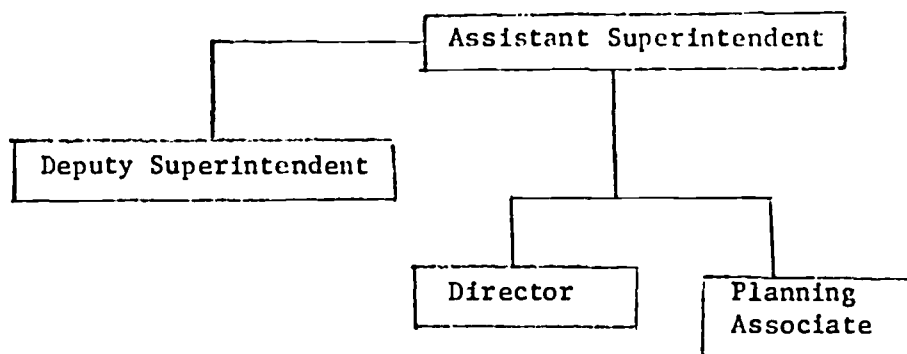 Assistant Superintendent
Deputy Superintendent
Director
Planning
Associate